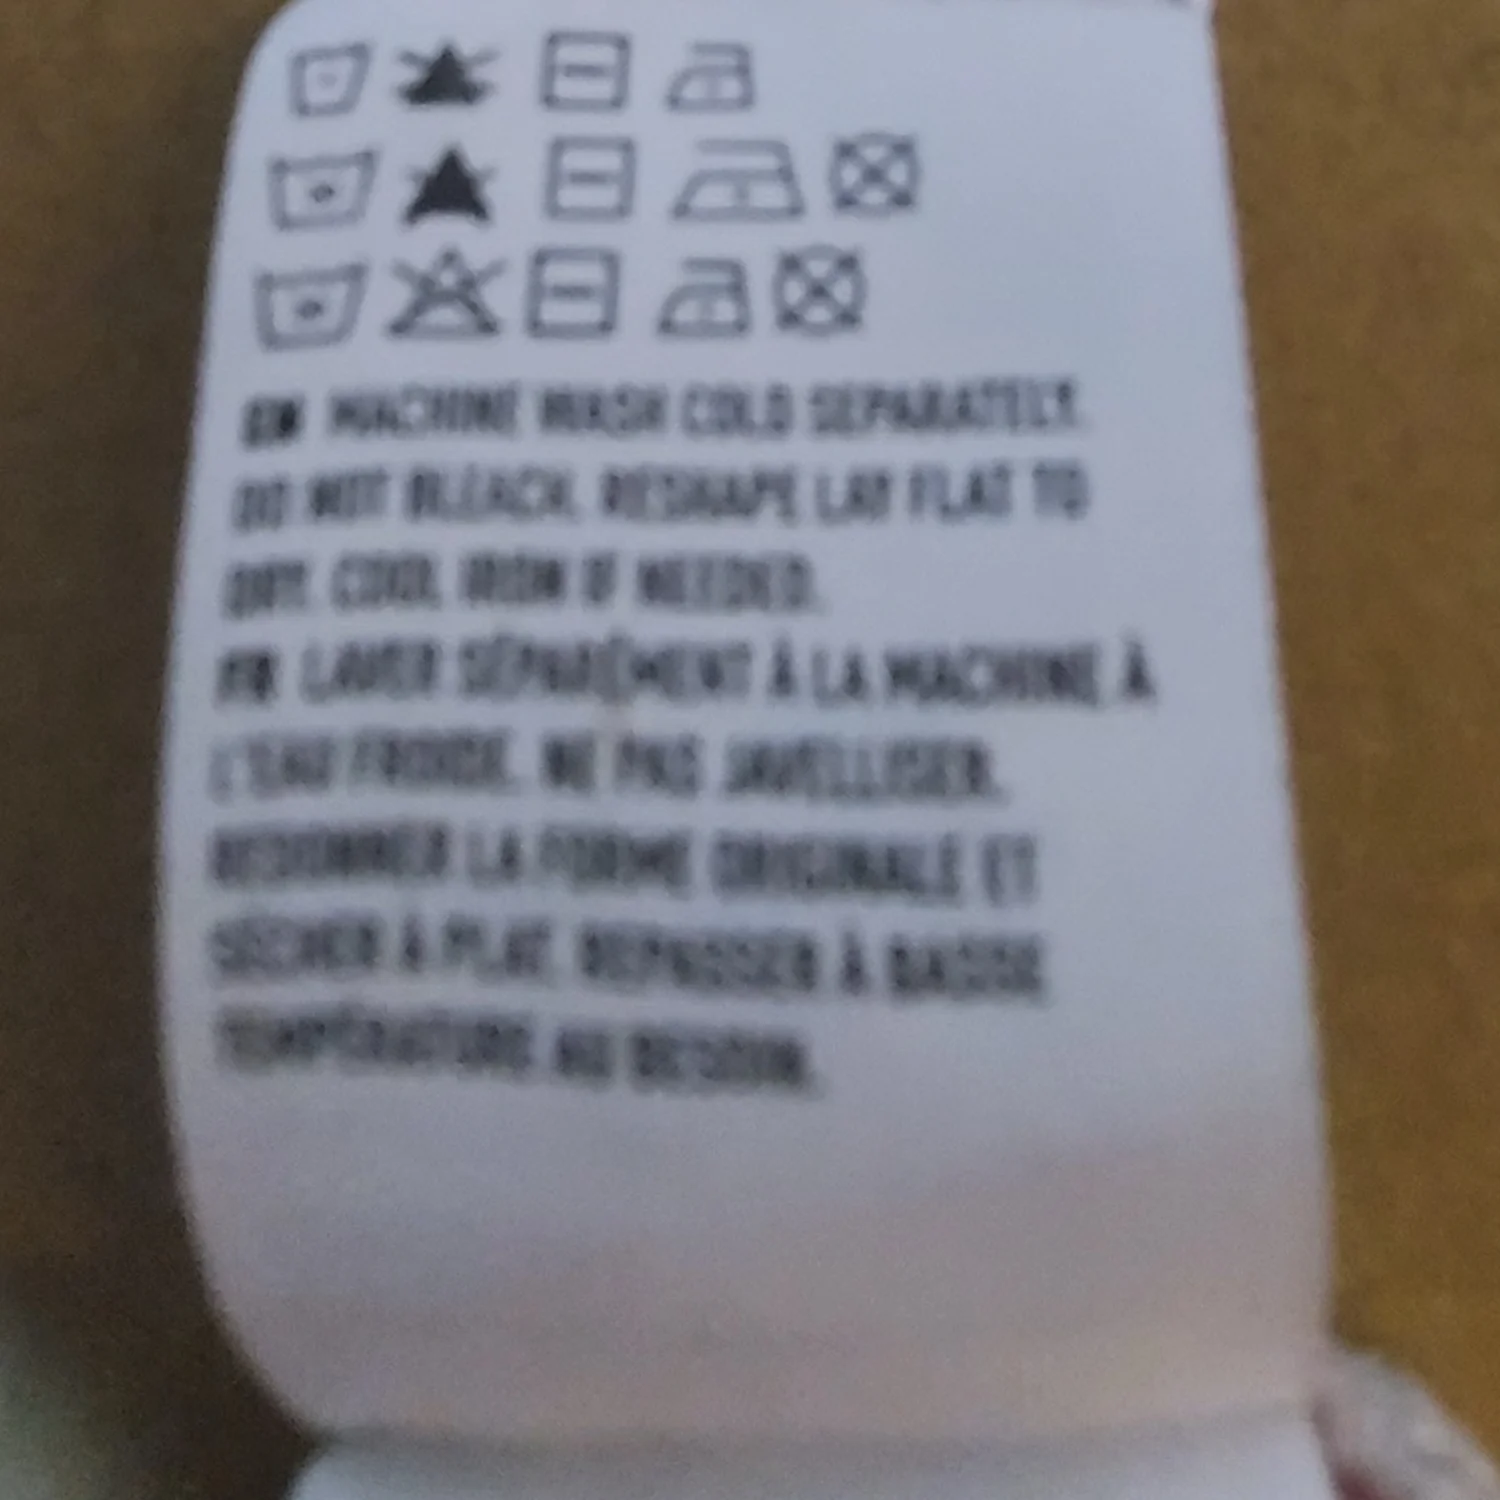 EN MACHINE WASH COLD SEPARATELY.
DO NOT BLEACH. RESHAPE LAY FLAT TO
DRY. COOL IRON IF NEEDED.
FR LAVER SÉPARÉMENT À LA MACHINE À
L'EAU FROIDE. NE PAS JAVELLISER.
REDONNER LA FORME ORIGINALE ET
SÉCHER À PLAT. REPASSER À BASSE
TEMPÉRATURE AU BESOIN.